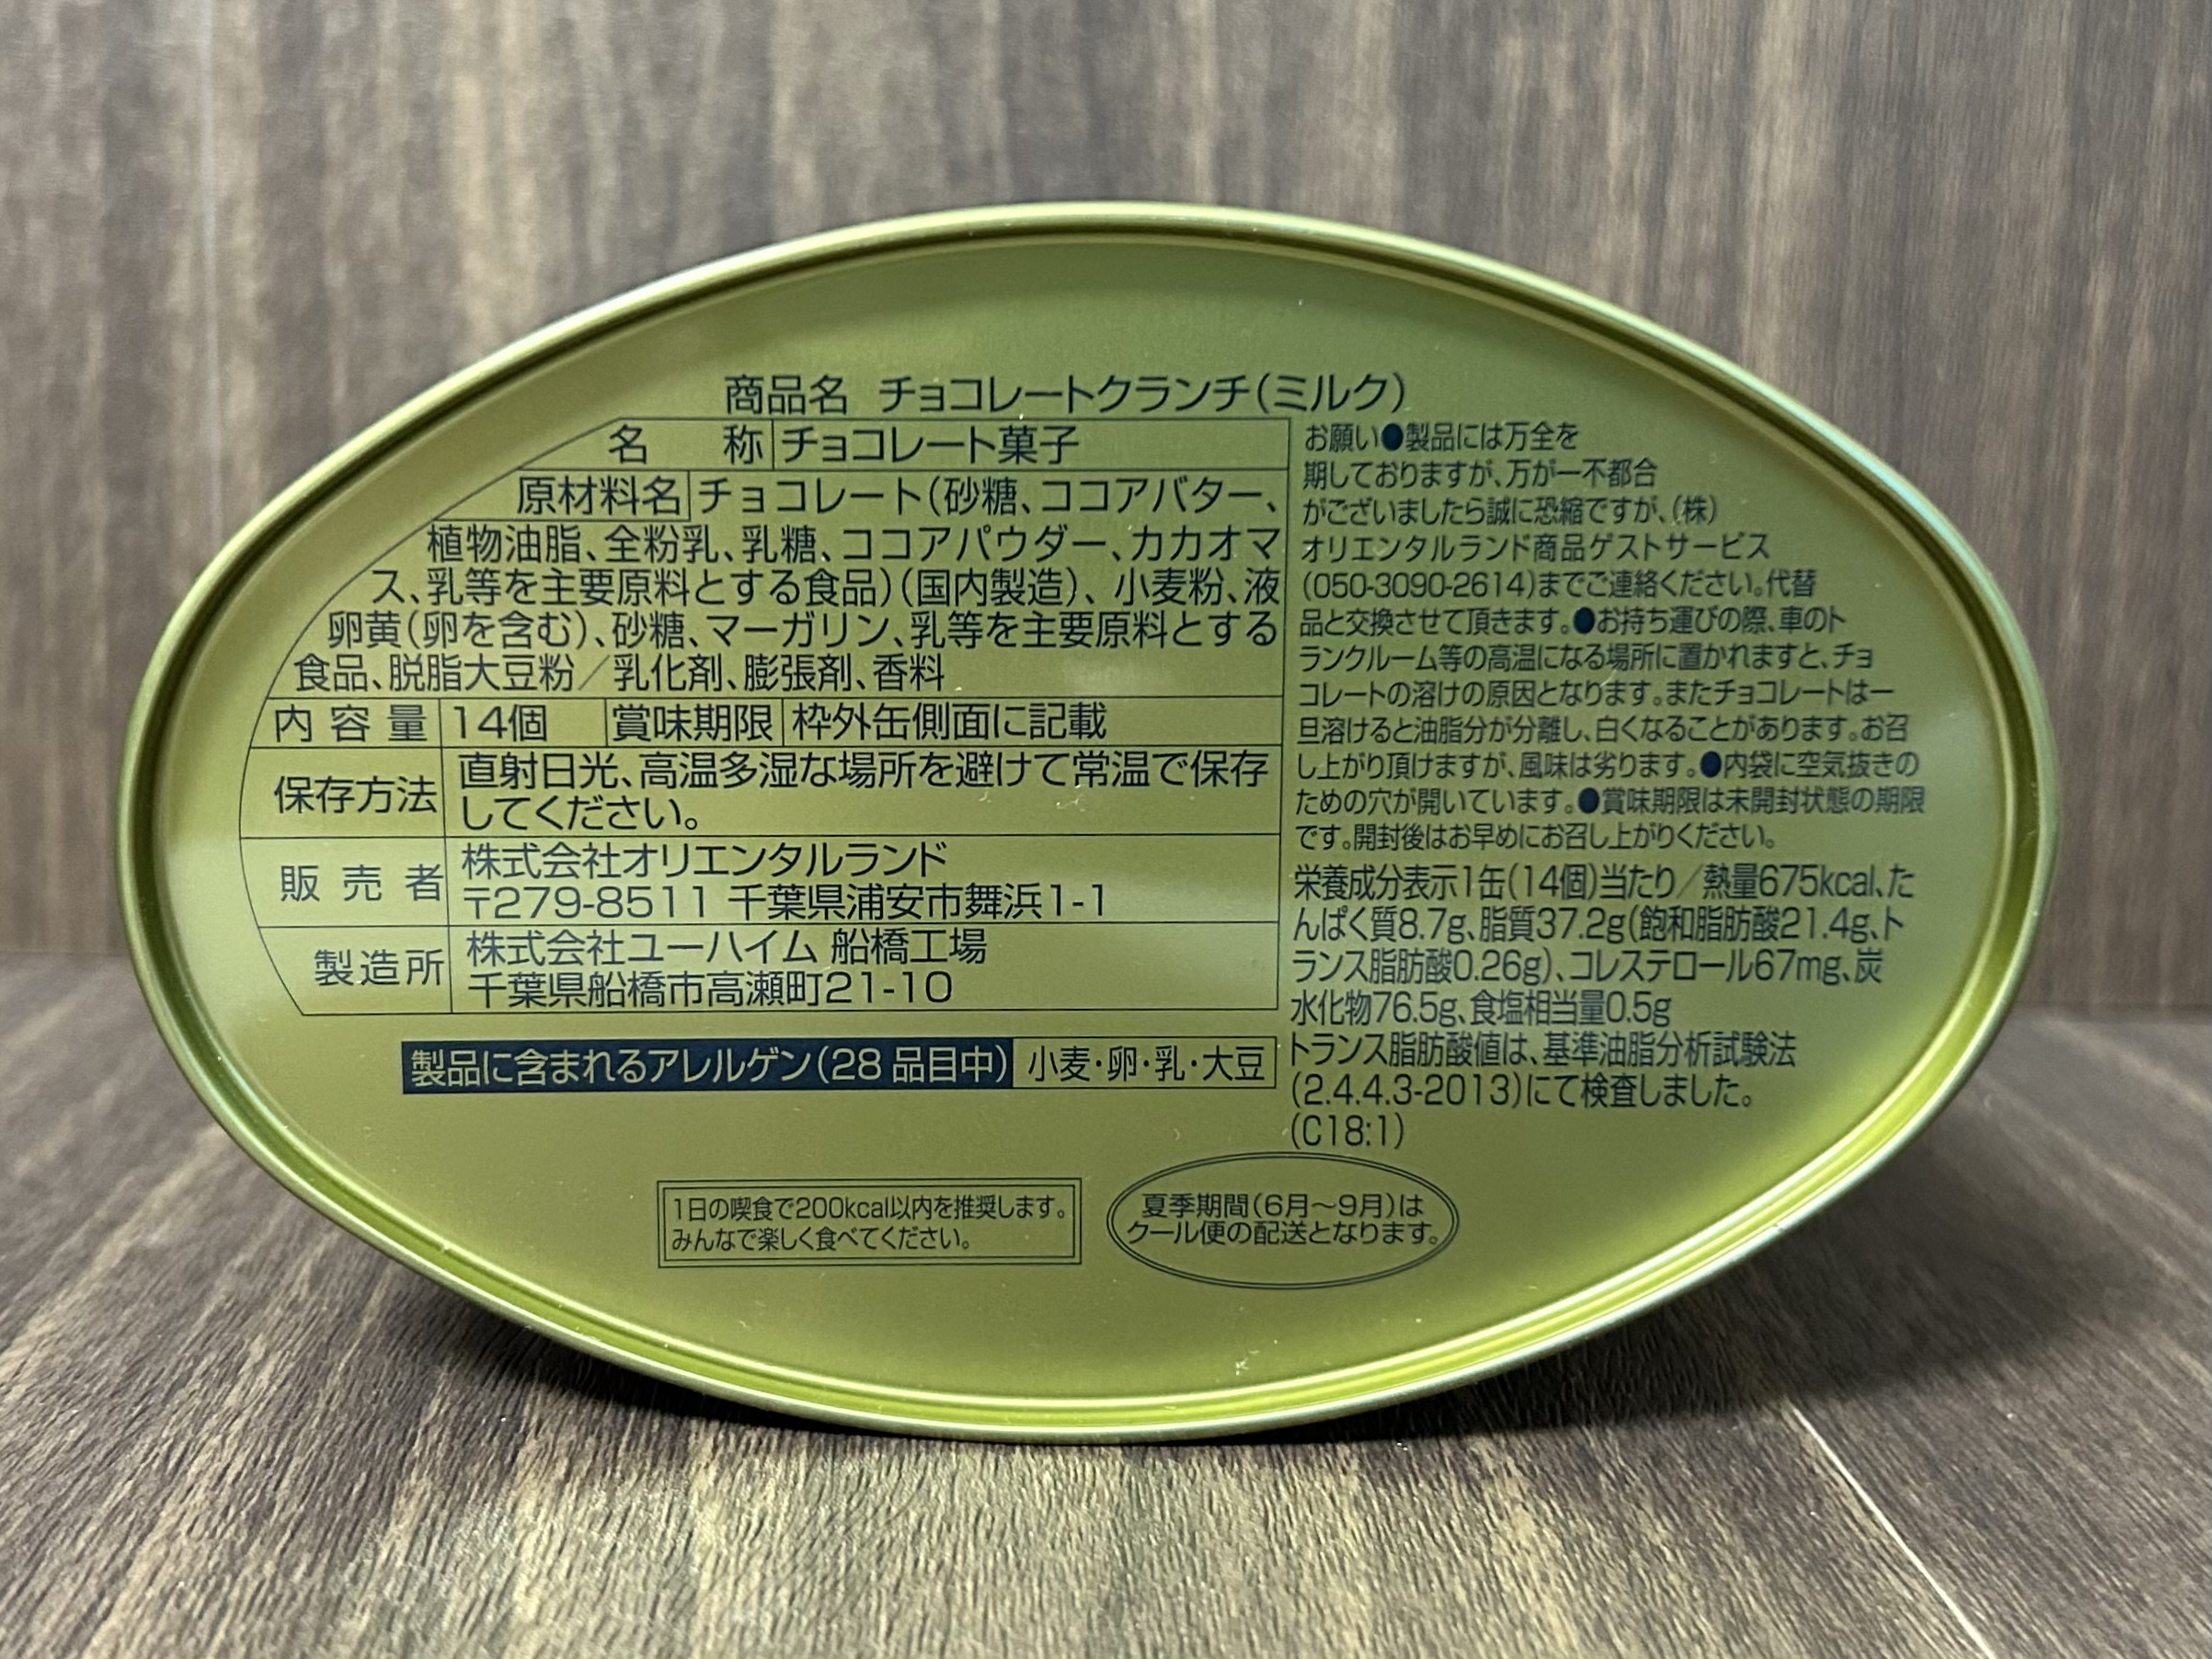 商品名 チョコレートクランチ(ミルク)
名 称 チョコレート菓子
原材料名 チョコレート(砂糖、ココアバター、
植物油脂、全粉乳、乳糖、ココアパウダー、カカオマ
ス、乳等を主要原料とする食品)(国内製造)、小麦粉、液
卵黄(卵を含む)、砂糖、マーガリン、乳等を主要原料とする
食品、脱脂大豆粉/乳化剤、膨張剤、香料
内容量 14個 賞味期限 枠外缶側面に記載
保存方法 直射日光、高温多湿な場所を避けて常温で保存
してください。
販売者 株式会社オリエンタルランド
〒279-8511 千葉県浦安市舞浜1-1
製造所 株式会社ユーハイム 船橋工場
千葉県船橋市高瀬町21-10
製品に含まれるアレルゲン(28品目中) 小麦・卵・乳・大豆
お願い●製品には万全を
期しておりますが、万が一不都合
がございましたら誠に恐縮ですが、(株)
オリエンタルランド商品ゲストサービス
(050-3090-2614)までご連絡ください。代替
品と交換させて頂きます。●お持ち運びの際、車のト
ランクルーム等の高温になる場所に置かれますと、チョ
コレートの溶けの原因となります。またチョコレートは一
旦溶けると油脂分が分離し、白くなることがあります。お召
し上がり頂けますが、風味は劣ります。●内袋に空気抜きの
ための穴が開いています。●賞味期限は未開封状態の期限
です。開封後はお早めにお召し上がりください。
栄養成分表示1缶(14個)当たり/熱量675kcal、た
んぱく質8.7g、脂質37.2g(飽和脂肪酸21.4g、ト
ランス脂肪酸0.26g)、コレステロール67mg、炭
水化物76.5g、食塩相当量0.5g
トランス脂肪酸値は、基準油脂分析試験法
(2.4.4.3-2013)にて検査しました。
(C18:1)
1日の喫食で200kcal以内を推奨します。
みんなで楽しく食べてください。
夏季期間(6月～9月)は
クール便の配送となります。